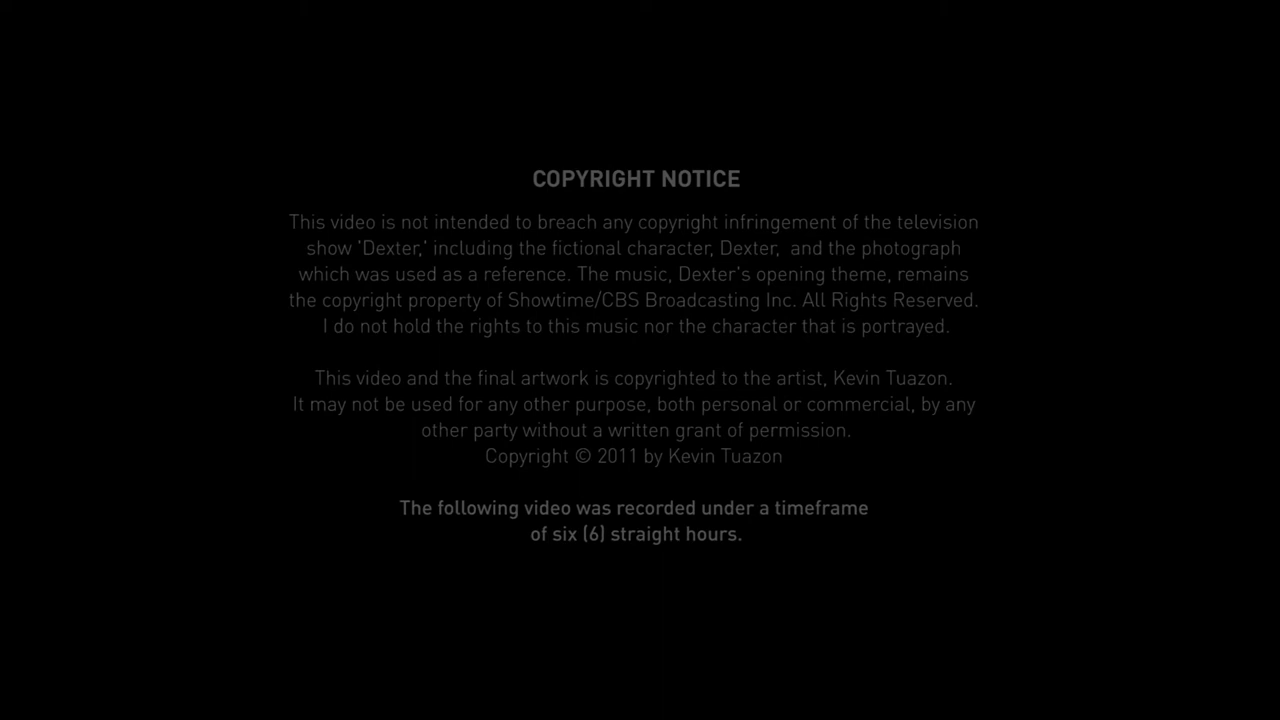 COPYRIGHT NOTICE
This video is not intended to breach any copyright infringement of the television
show 'Dexter,' including the fictional character, Dexter,  and the photograph
which was used as a reference. The music, Dexter's opening theme, remains
the copyright property of Showtime/CBS Broadcasting Inc. All Rights Reserved.
I do not hold the rights to this music nor the character that is portrayed.
This video and the final artwork is copyrighted to the artist, Kevin Tuazon.
It may not be used for any other purpose, both personal or commercial, by any
other party without a written grant of permission.
Copyright © 2011 by Kevin Tuazon
The following video was recorded under a timeframe
of six (6) straight hours.